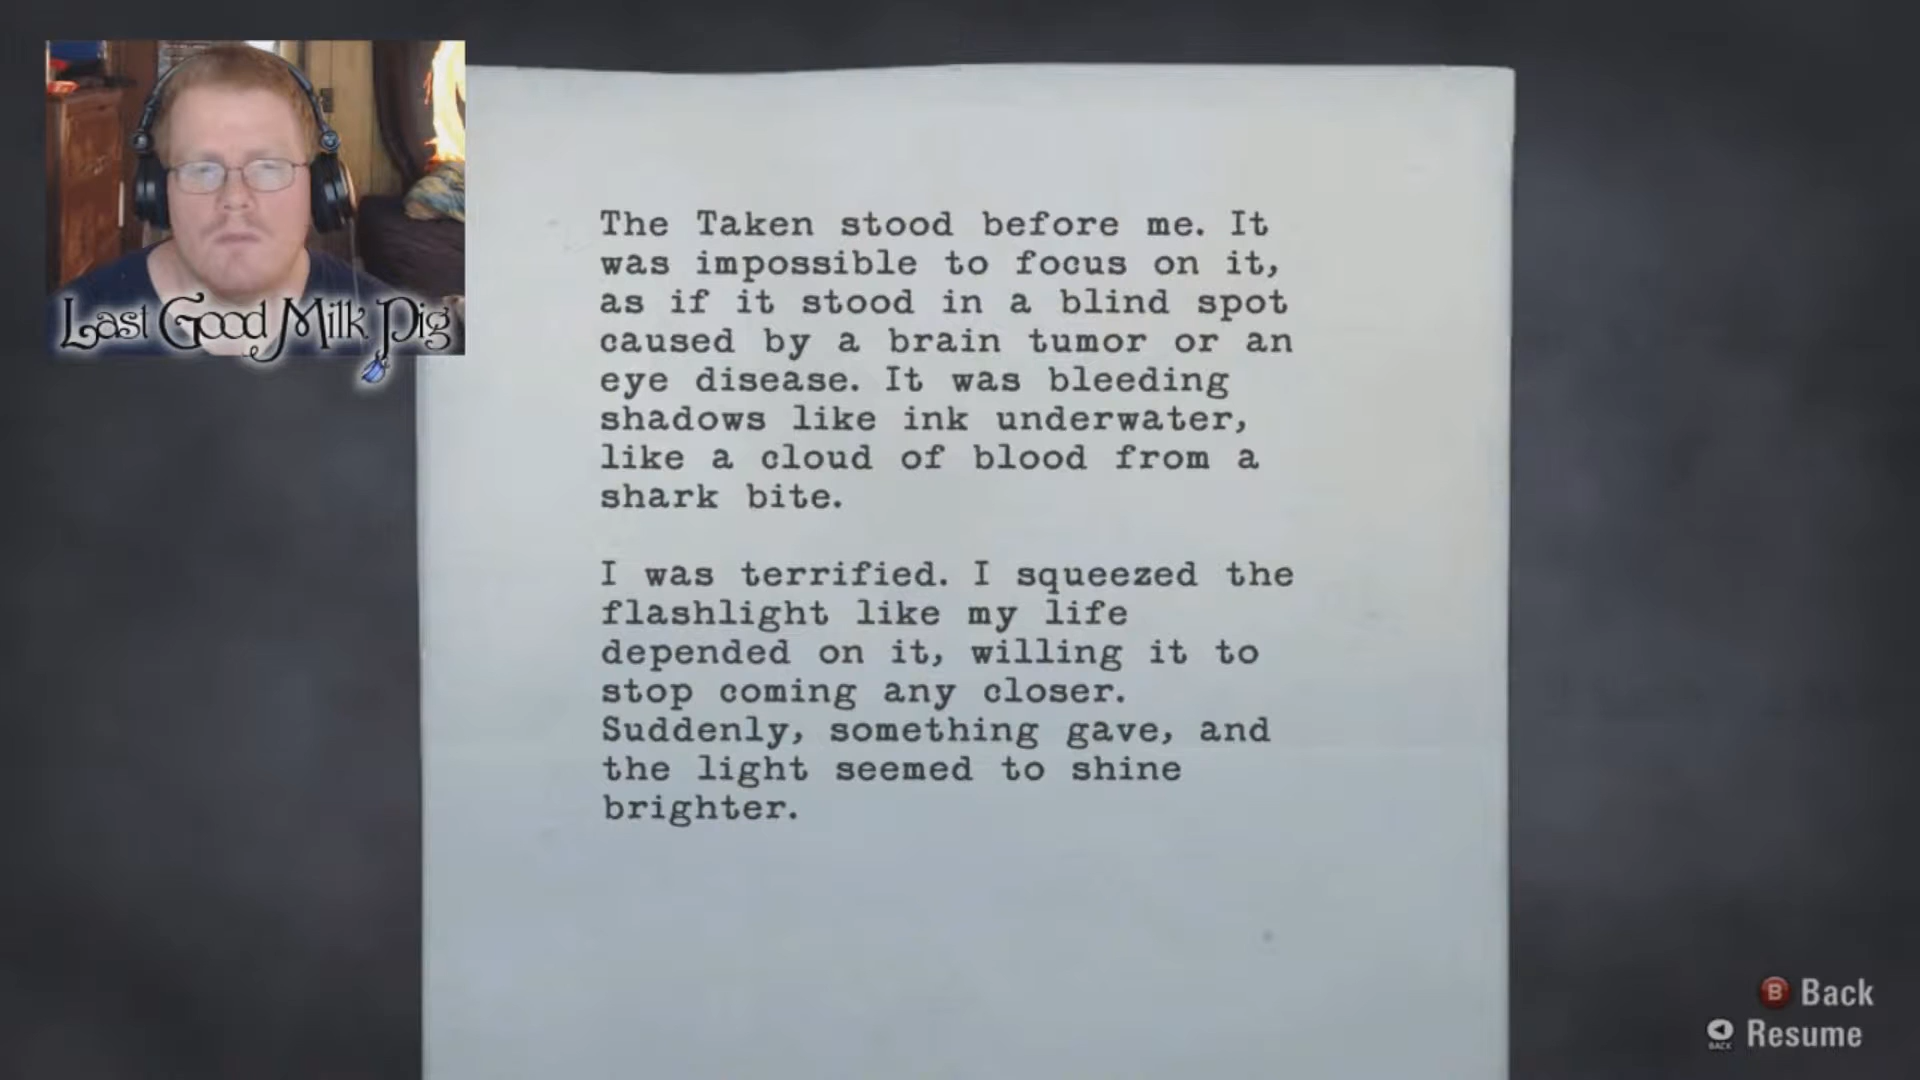 Last Good Milk Pig
The Taken stood before me. It
was impossible to focus on it,
as if it stood in a blind spot
caused by a brain tumor or an
eye disease. It was bleeding
shadows like ink underwater,
like a cloud of blood from a
shark bite.
I was terrified. I squeezed the
flashlight like my life
depended on it, willing it to
stop coming any closer.
Suddenly, something gave, and
the light seemed to shine
brighter.
B Back
BACK Resume